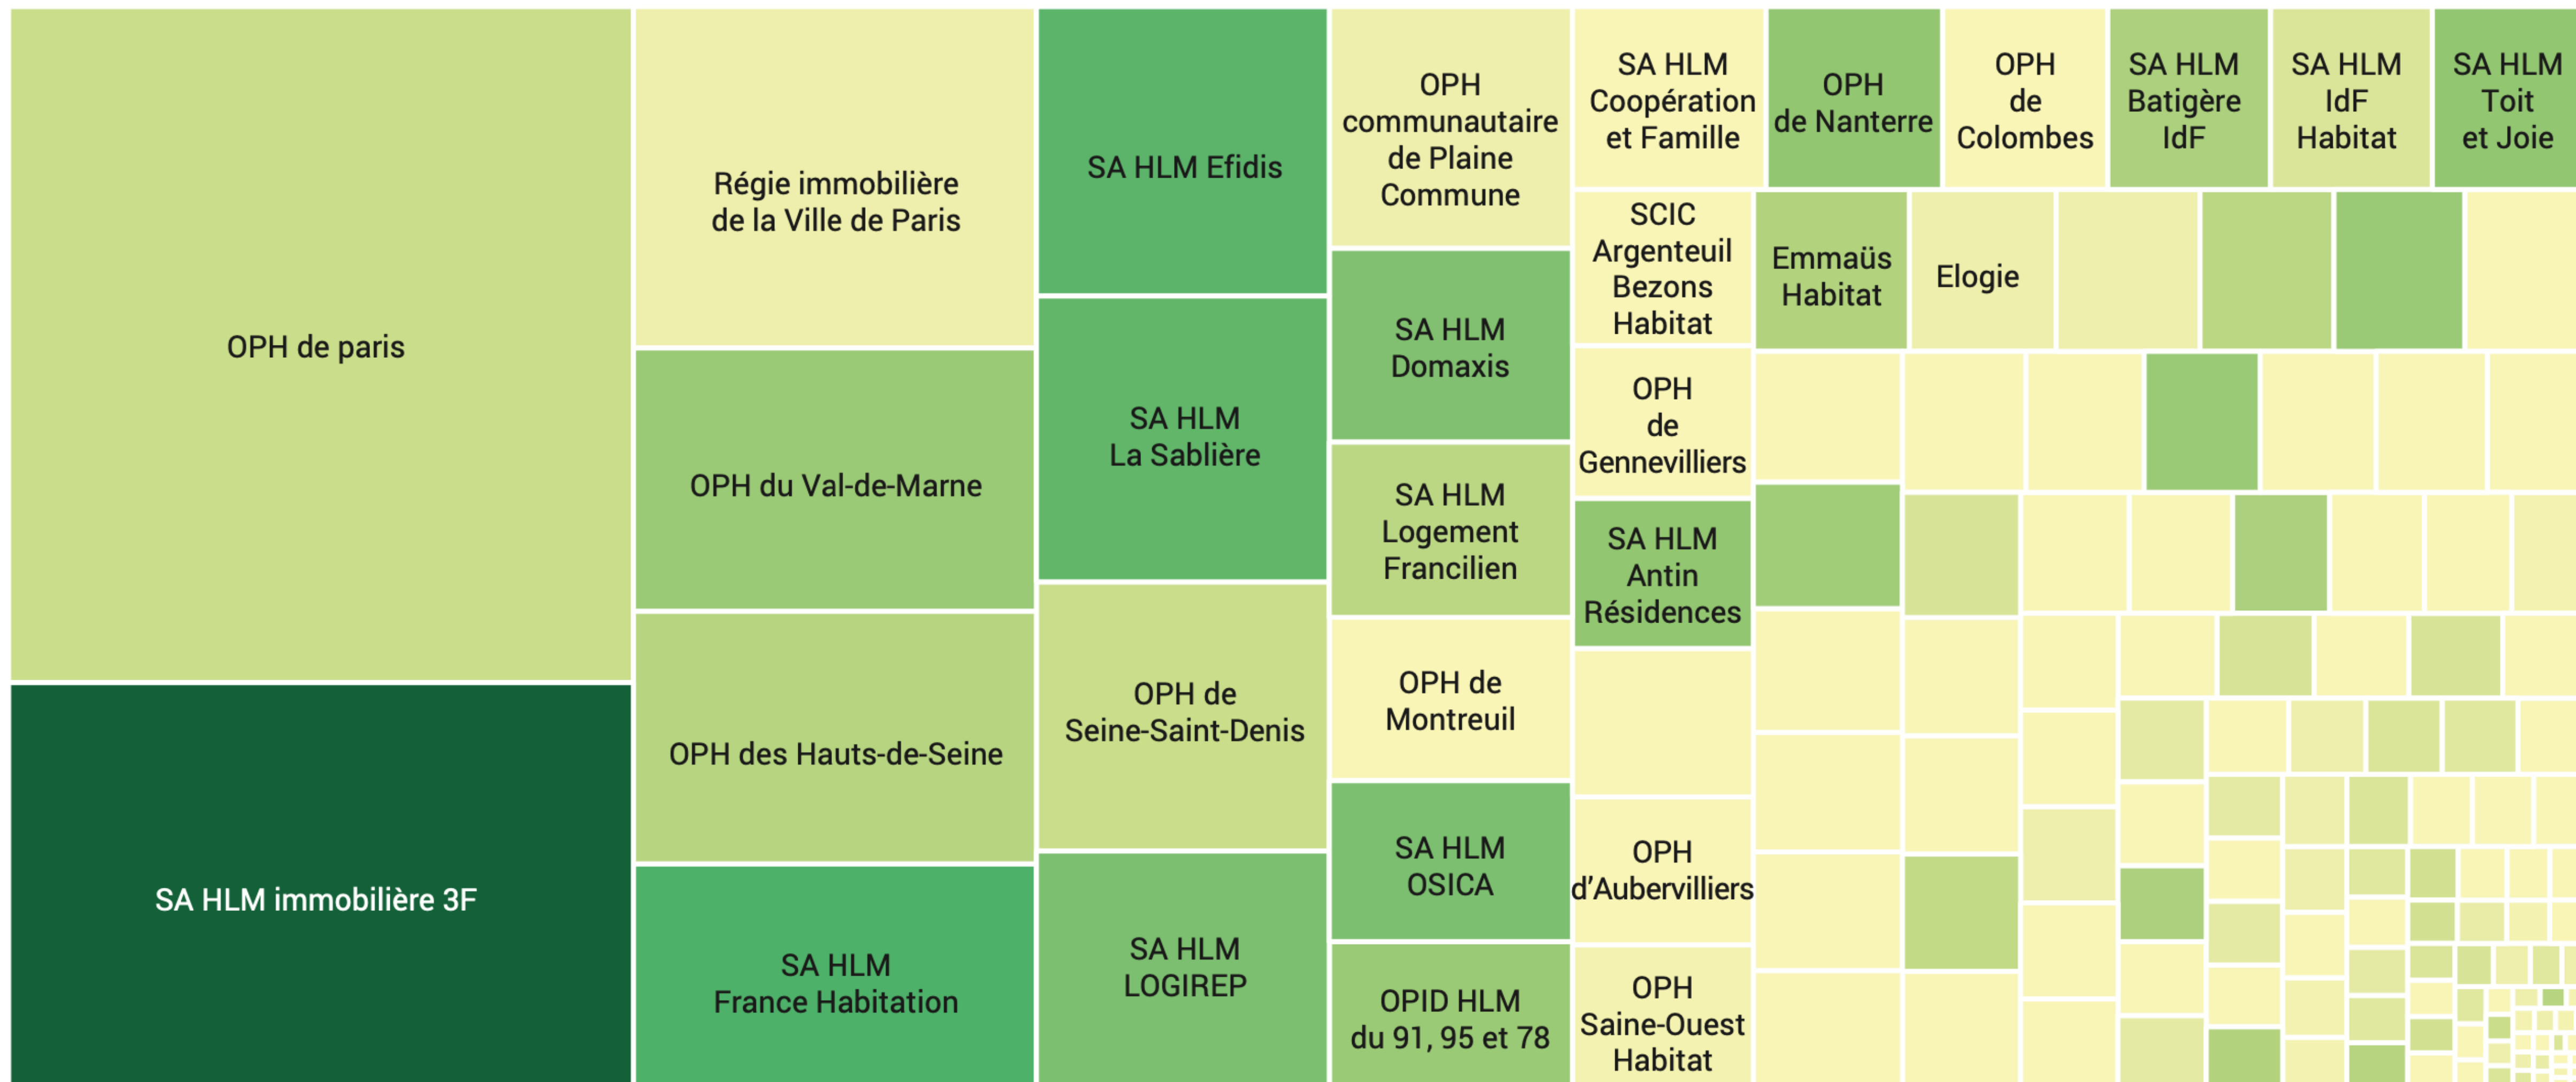 OPH de paris
SA HLM immobilière 3F
Régie immobilière
de la Ville de Paris
OPH du Val-de-Marne
OPH des Hauts-de-Seine
SA HLM
France Habitation
SA HLM Efidis
SA HLM
La Sablière
OPH de
Seine-Saint-Denis
SA HLM
LOGIREP
OPH
communautaire
de Plaine
Commune
SA HLM
Domaxis
SA HLM
Logement
Francilien
OPH de
Montreuil
SA HLM
OSICA
OPID HLM
du 91, 95 et 78
SA HLM
Coopération
et Famille
OPH
de Nanterre
OPH
de
Colombes
SA HLM
Batigère
IdF
SA HLM
IdF
Habitat
SA HLM
Toit
et Joie
SCIC
Argenteuil
Bezons
Habitat
Emmaüs
Habitat
Elogie
OPH
de
Gennevilliers
SA HLM
Antin
Résidences
OPH
d’Aubervilliers
OPH
Saine-Ouest
Habitat